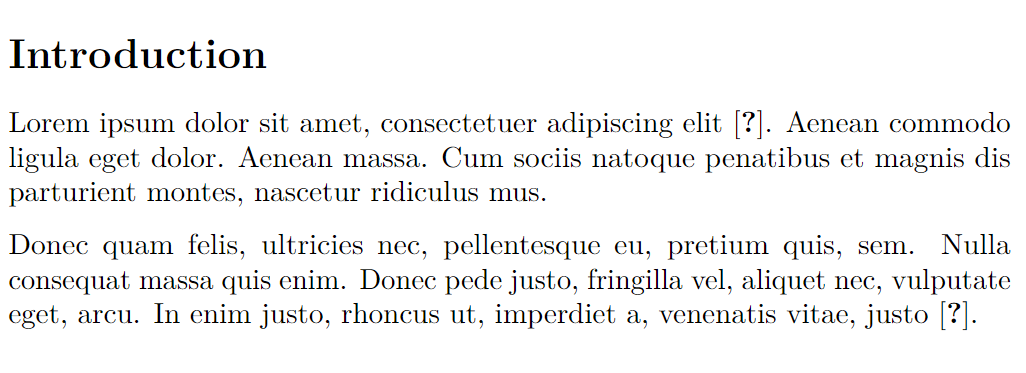 Introduction
Lorem ipsum dolor sit amet, consectetuer adipiscing elit [?]. Aenean commodo
ligula eget dolor. Aenean massa. Cum sociis natoque penatibus et magnis dis
parturient montes, nascetur ridiculus mus.
Donec quam felis, ultricies nec, pellentesque eu, pretium quis, sem. Nulla
consequat massa quis enim. Donec pede justo, fringilla vel, aliquet nec, vulputate
eget, arcu. In enim justo, rhoncus ut, imperdiet a, venenatis vitae, justo [?].